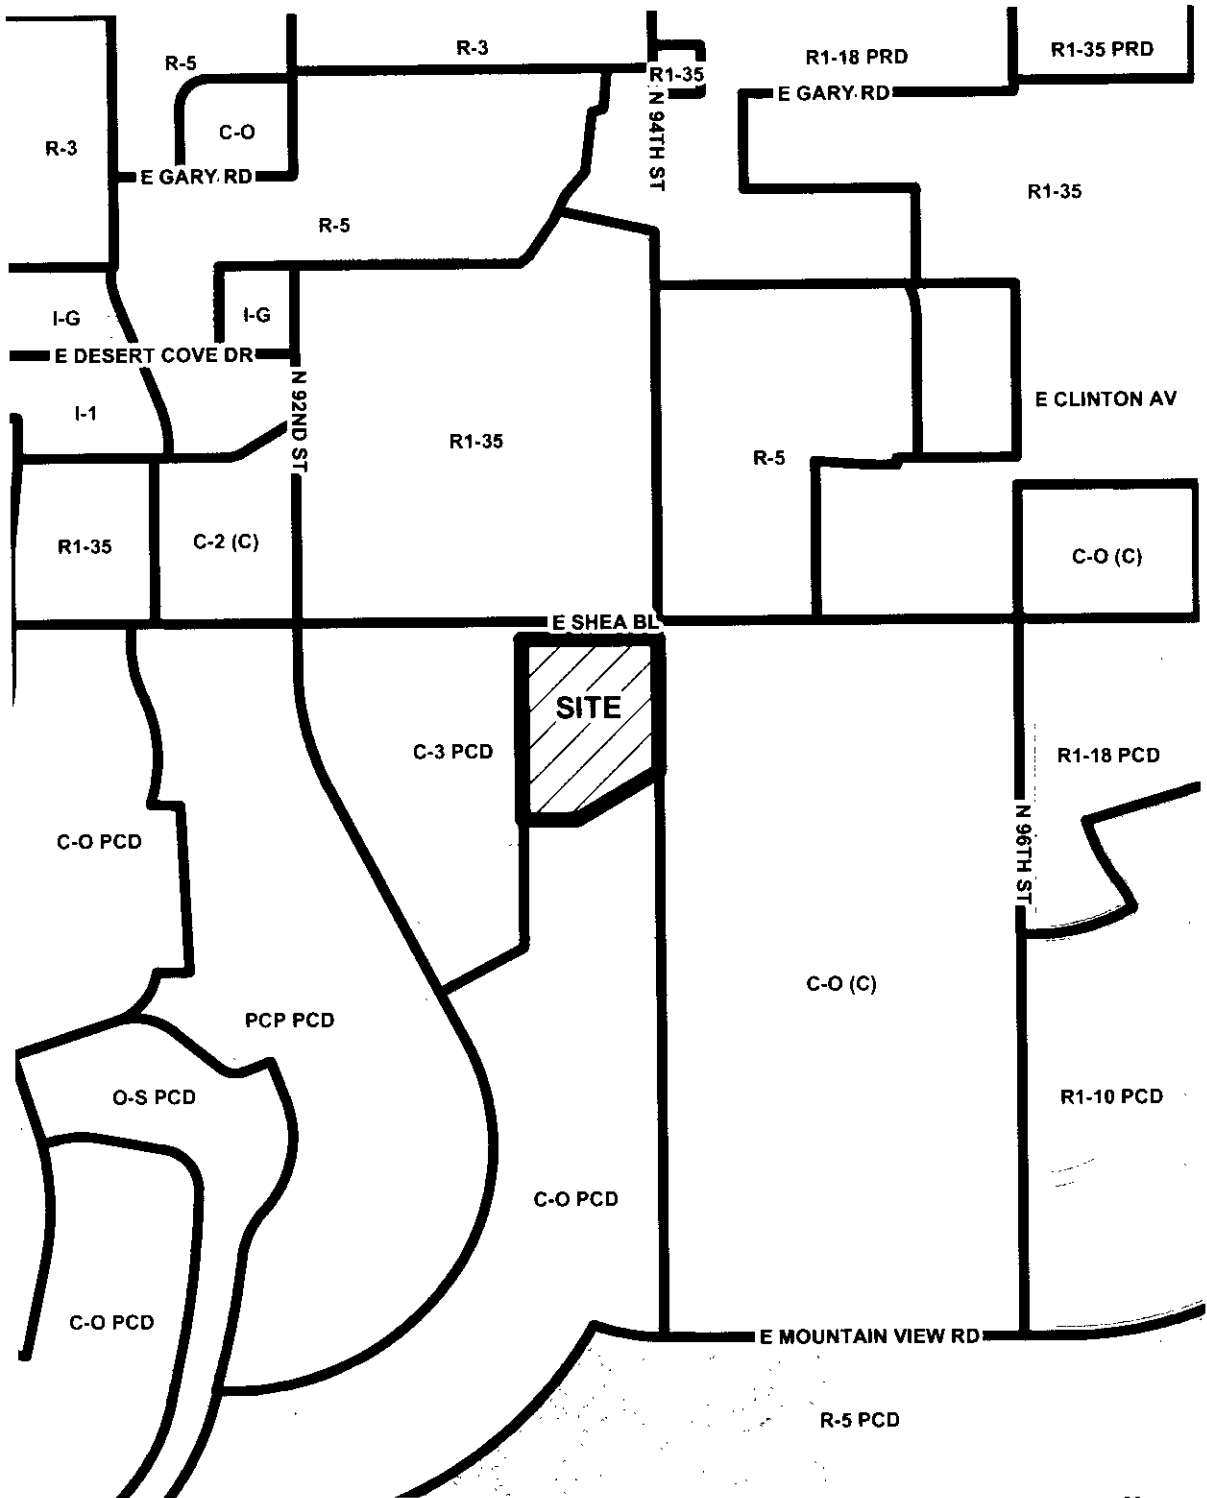 R-3
R-5
R1-18 PRD
R1-35 PRD
R1-35
E GARY RD
N 94TH ST
C-O
R-3
E GARY RD
R1-35
R-5
I-G
I-G
E DESERT COVE DR
N 92ND ST
E CLINTON AV
I-1
R1-35
R-5
R1-35
C-2 (C)
C-O (C)
E SHEA BL
SITE
C-3 PCD
R1-18 PCD
C-O PCD
N 96TH ST
C-O (C)
PCP PCD
O-S PCD
R1-10 PCD
C-O PCD
C-O PCD
E MOUNTAIN VIEW RD
R-5 PCD